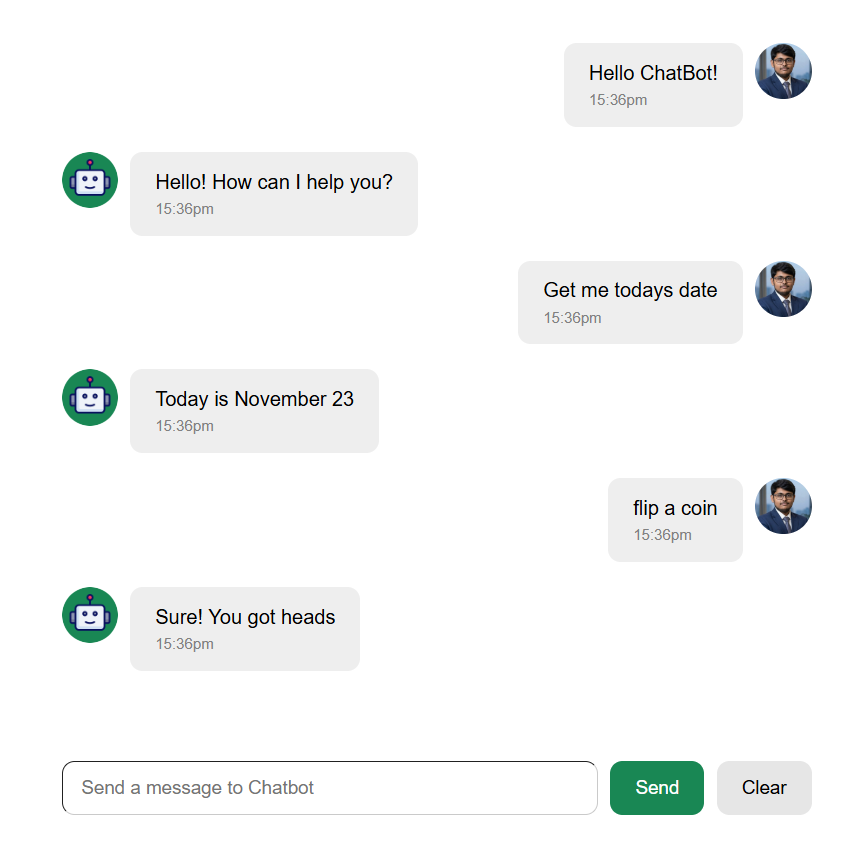 Hello ChatBot!
15:36pm
Hello! How can I help you?
15:36pm
Get me todays date
15:36pm
Today is November 23
15:36pm
flip a coin
15:36pm
Sure! You got heads
15:36pm
Send a message to Chatbot
Send
Clear